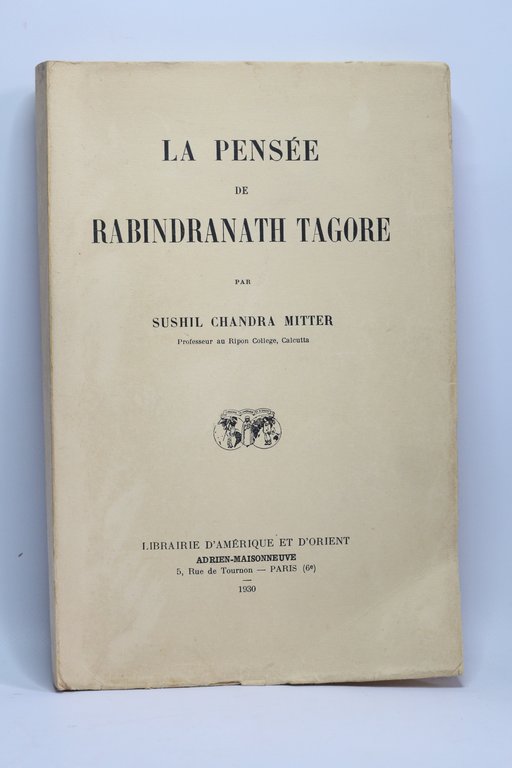 LA PENSÉE
DE
RABINDRANATH TAGORE
PAR
SUSHIL CHANDRA MITTER
Professeur au Ripon College, Calcutta
LIBRAIRIE D'AMÉRIQUE ET D'ORIENT
ADRIEN-MAISONNEUVE
5, Rue de Tournon — PARIS (6e)
1930